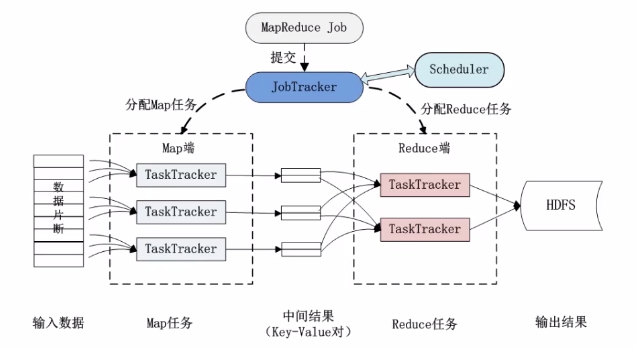 MapReduce Job
提交
JobTracker
Scheduler
分配Map任务
分配Reduce任务
Map端
Reduce端
数据片断
TaskTracker
TaskTracker
TaskTracker
TaskTracker
TaskTracker
HDFS
输入数据
Map任务
中间结果
(Key-Value对)
Reduce任务
输出结果